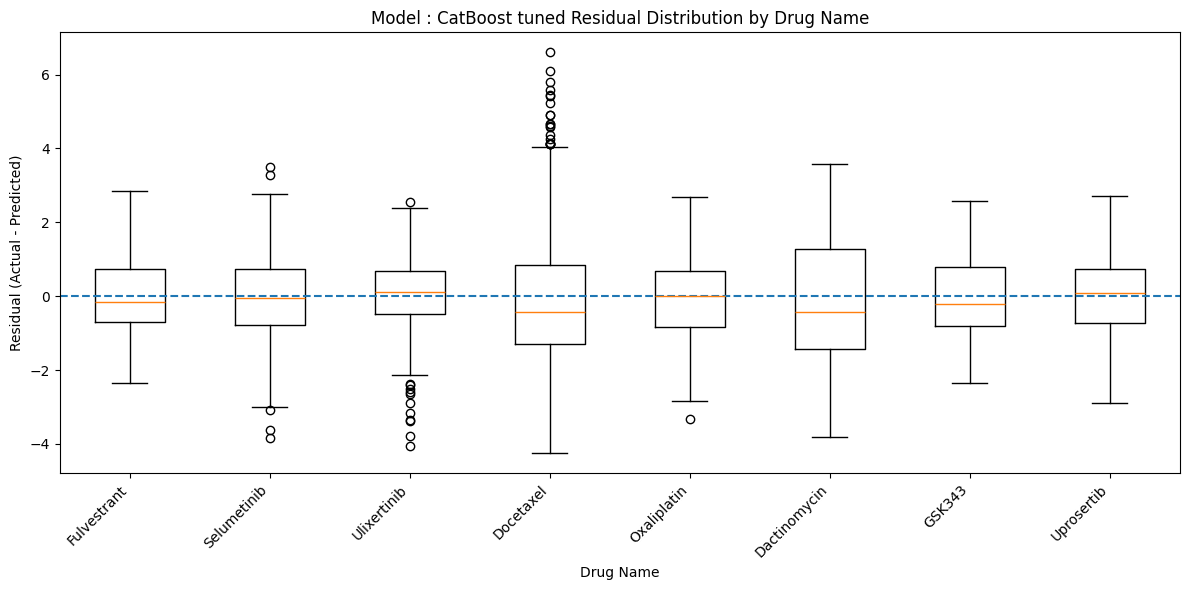 Model : CatBoost tuned Residual Distribution by Drug Name
Residual (Actual - Predicted)
6
4
2
0
−2
−4
Fulvestrant
Selumetinib
Ulixertinib
Docetaxel
Oxaliplatin
Dactinomycin
GSK343
Uprosertib
Drug Name